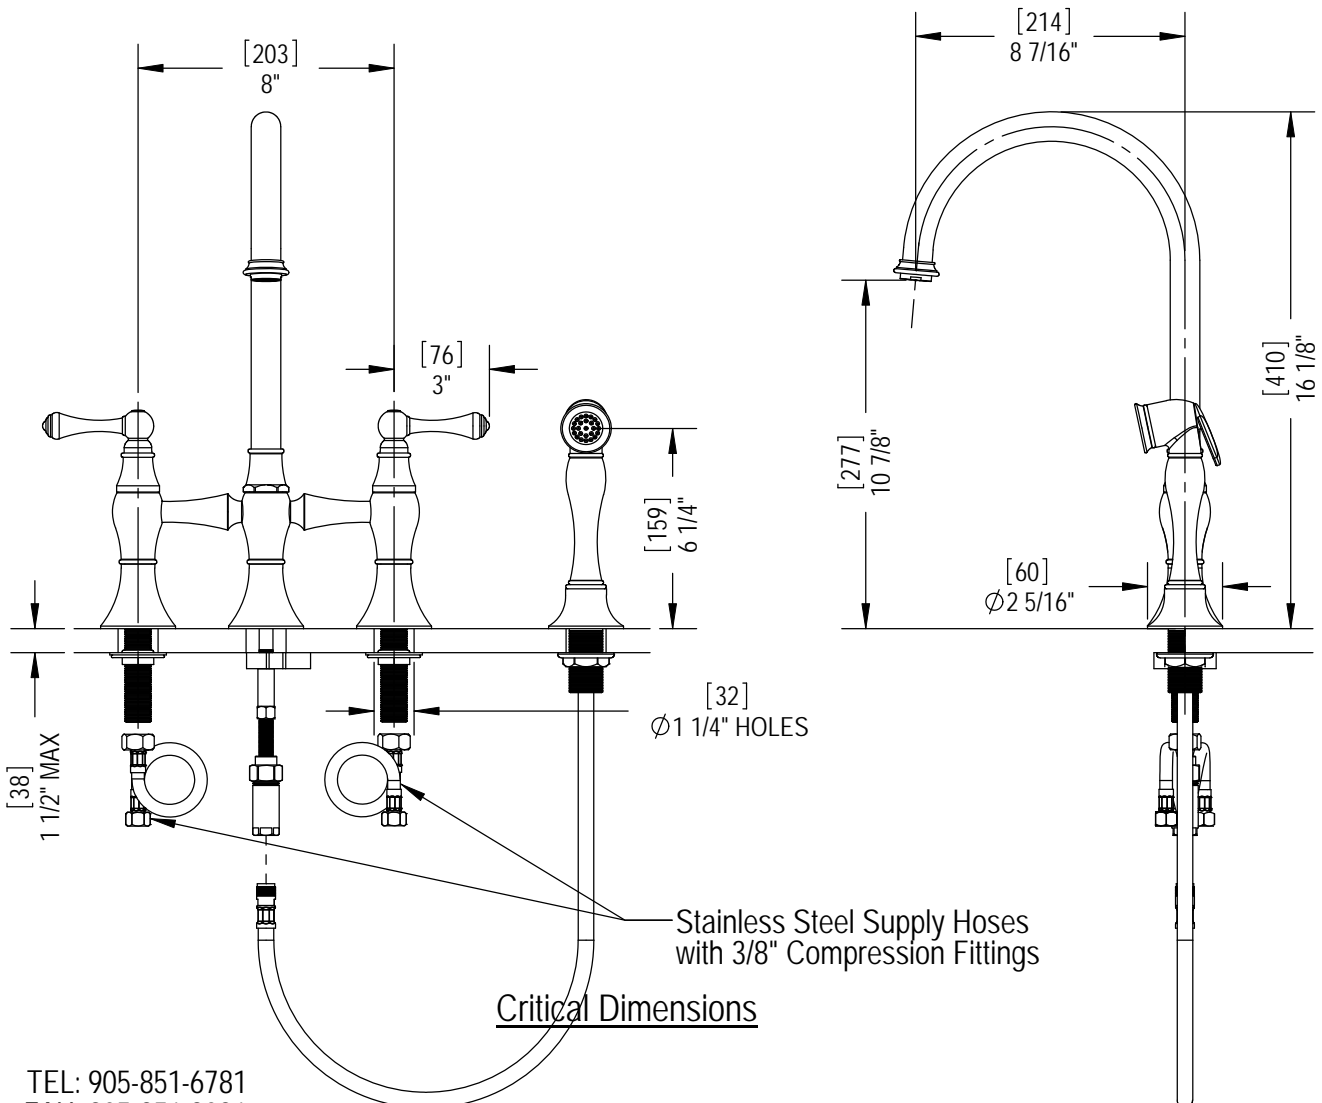 [203]
8"
[214]
8 7/16"
[76]
3"
[410]
16 1/8"
[277]
10 7/8"
[159]
6 1/4"
[60]
∅2 5/16"
[32]
∅1 1/4" HOLES
[38]
1 1/2" MAX
Stainless Steel Supply Hoses
with 3/8" Compression Fittings
Critical Dimensions
TEL: 905-851-6781